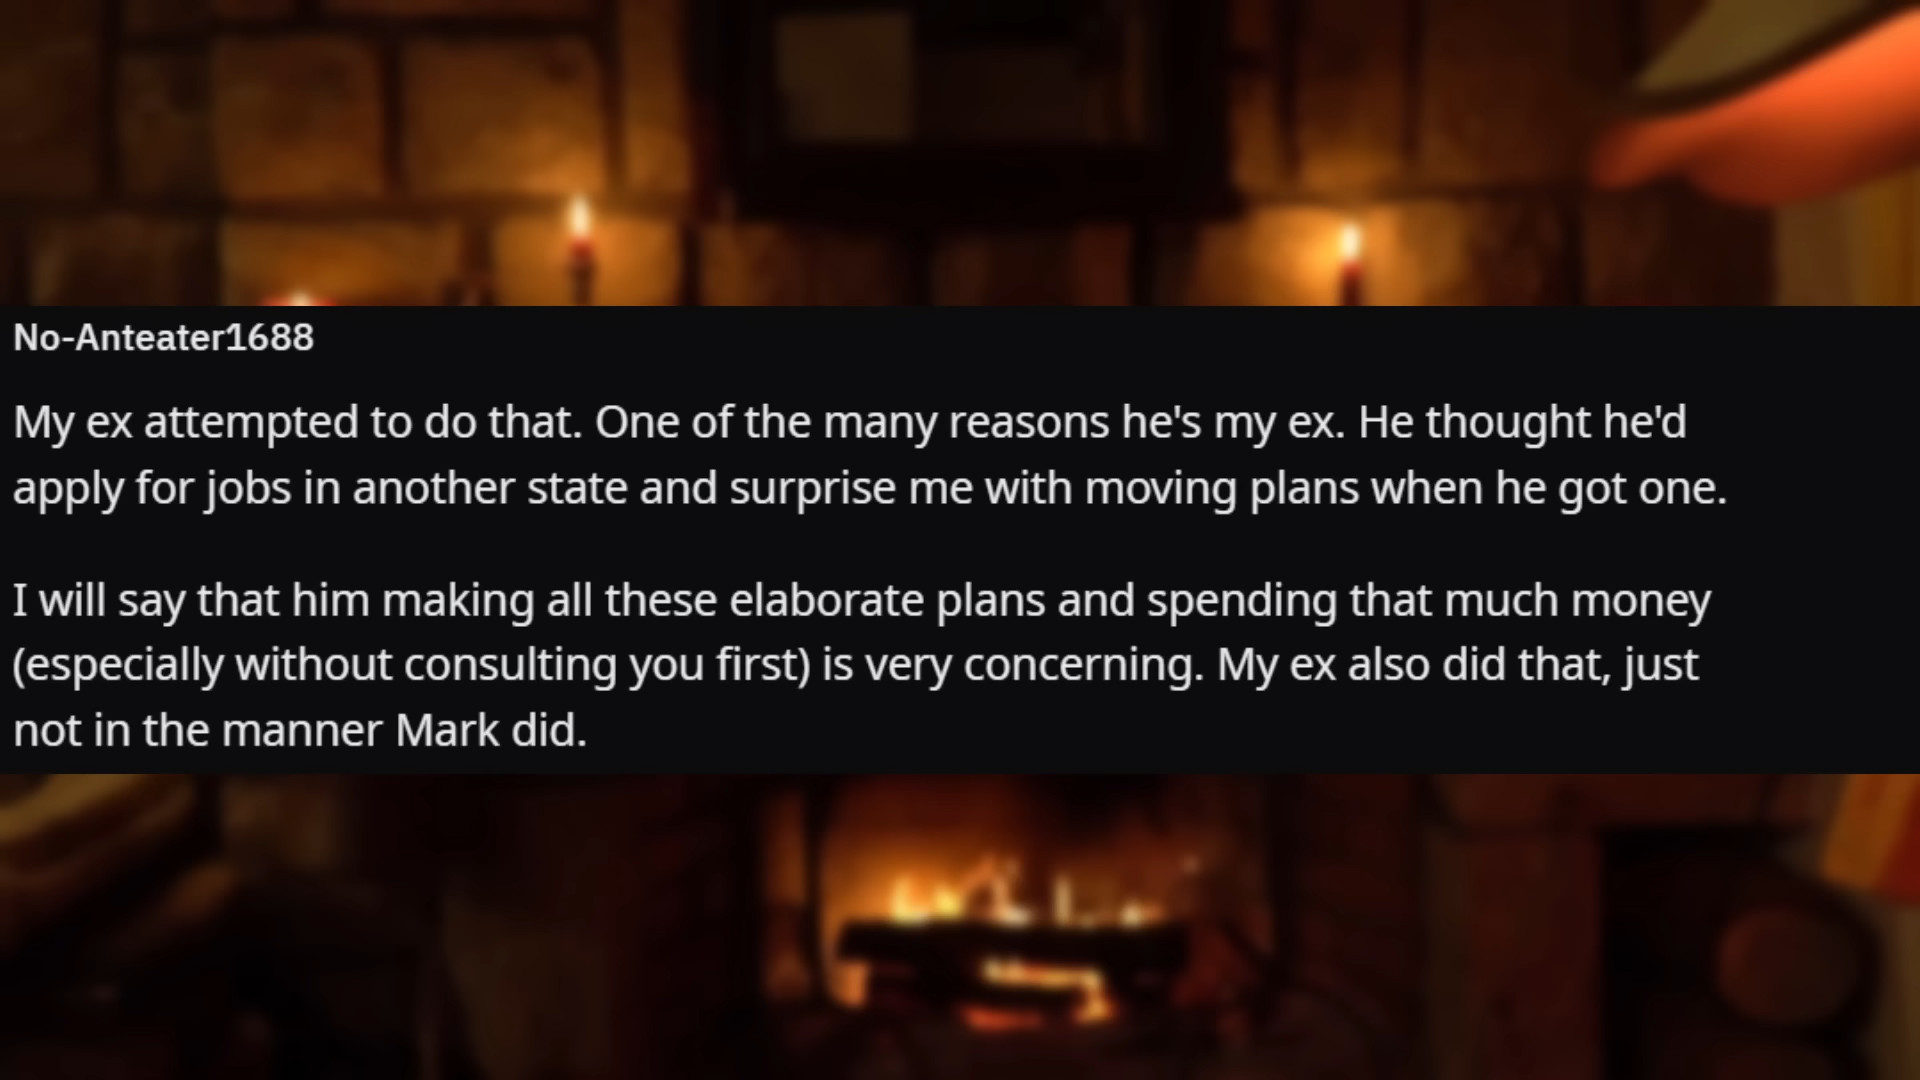 No-Anteater1688
My ex attempted to do that. One of the many reasons he's my ex. He thought he'd
apply for jobs in another state and surprise me with moving plans when he got one.
I will say that him making all these elaborate plans and spending that much money
(especially without consulting you first) is very concerning. My ex also did that, just
not in the manner Mark did.